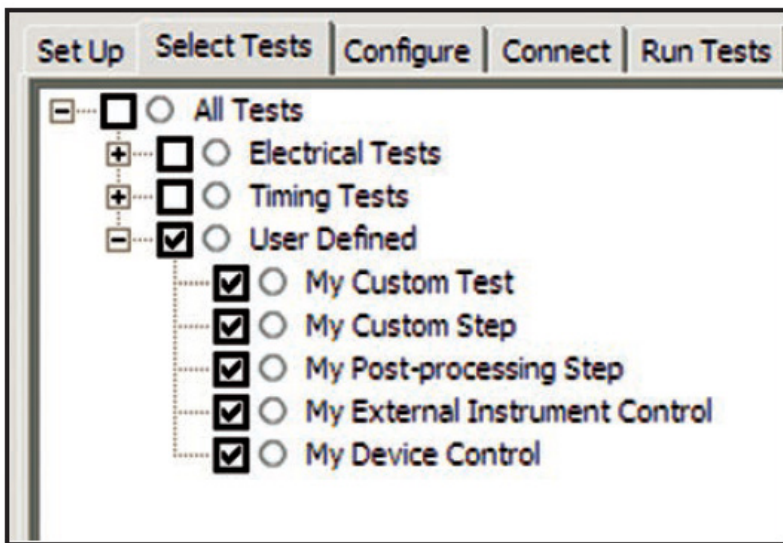 Set Up Select Tests Configure Connect Run Tests
All Tests
Electrical Tests
Timing Tests
User Defined
My Custom Test
My Custom Step
My Post-processing Step
My External Instrument Control
My Device Control